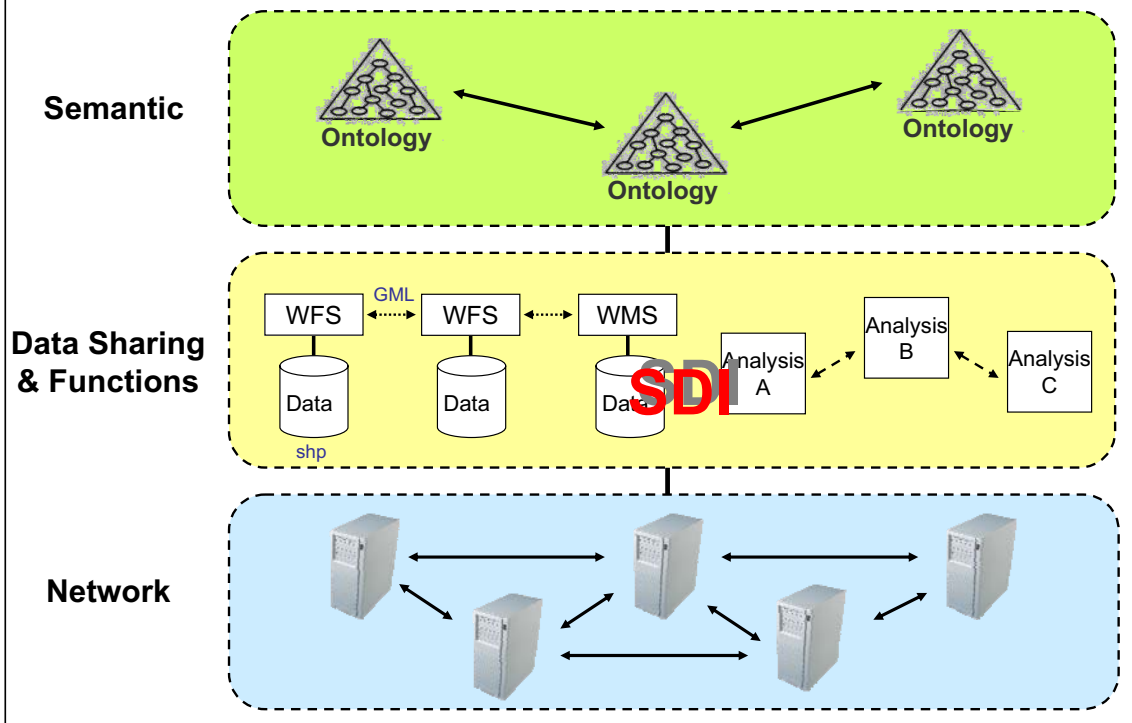 Semantic
Ontology
Ontology
Ontology
Data Sharing
& Functions
WFS
GML
WFS
WMS
Data
shp
Data
Data
SDI
Analysis
A
Analysis
B
Analysis
C
Network